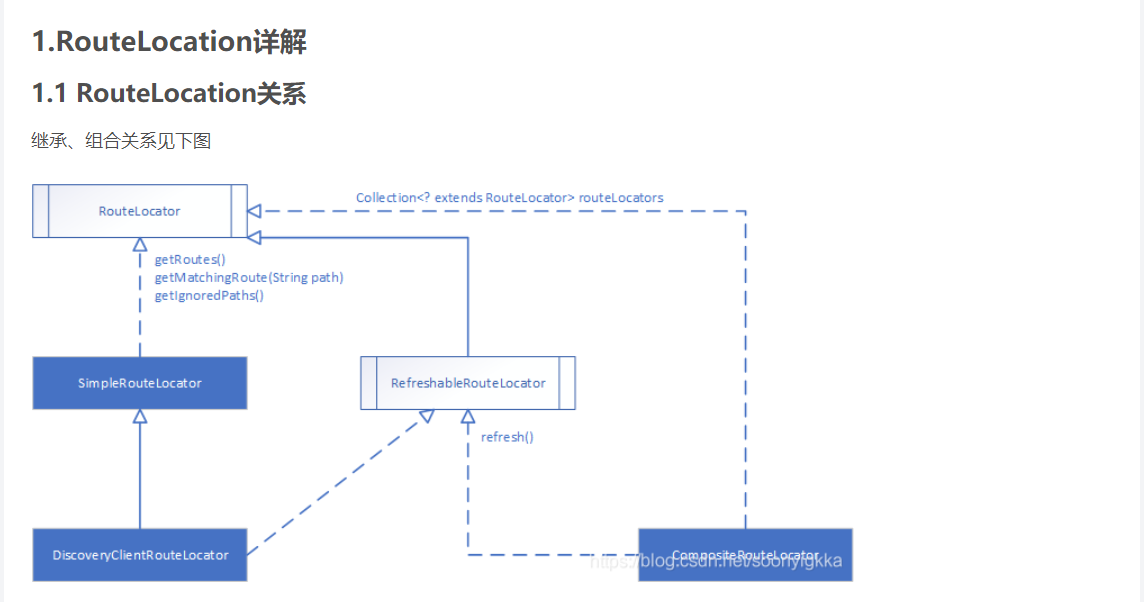 1.RouteLocation详解
1.1 RouteLocation关系
继承、组合关系见下图
Collection<? extends RouteLocator> routeLocators
RouteLocator
getRoutes()
getMatchingRoute(String path)
getIgnoredPaths()
SimpleRouteLocator
RefreshableRouteLocator
refresh()
DiscoveryClientRouteLocator
CompositeRouteLocator
https://blog.csdn.net/soonyigkka